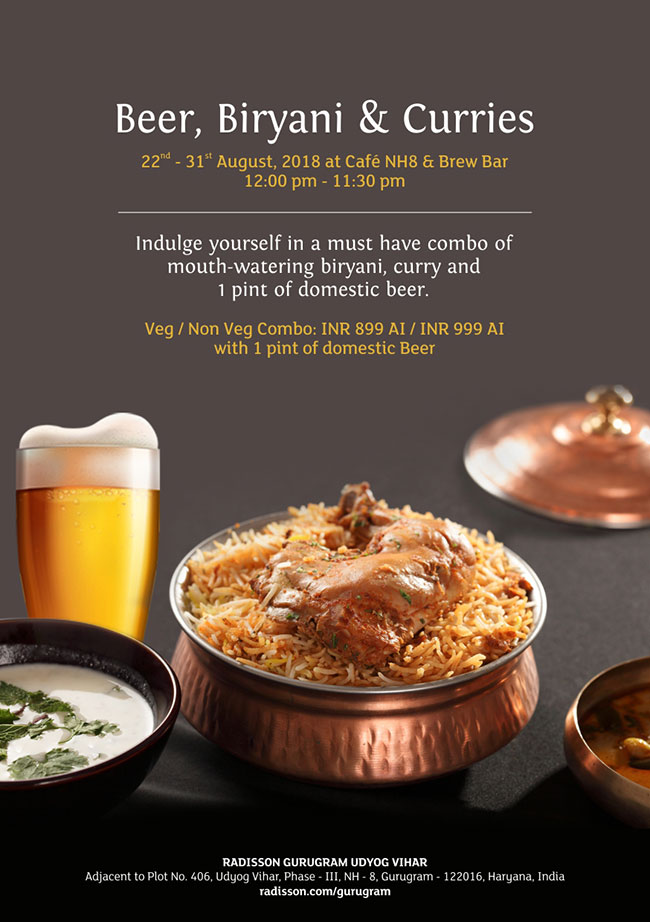 Beer, Biryani & Curries
22nd - 31st August, 2018 at Café NH8 & Brew Bar
12:00 pm - 11:30 pm
Indulge yourself in a must have combo of
mouth-watering biryani, curry and
1 pint of domestic beer.
Veg / Non Veg Combo: INR 899 AI / INR 999 AI
with 1 pint of domestic Beer
RADISSON GURUGRAM UDYOG VIHAR
Adjacent to Plot No. 406, Udyog Vihar, Phase - III, NH - 8, Gurugram - 122016, Haryana, India
radisson.com/gurugram